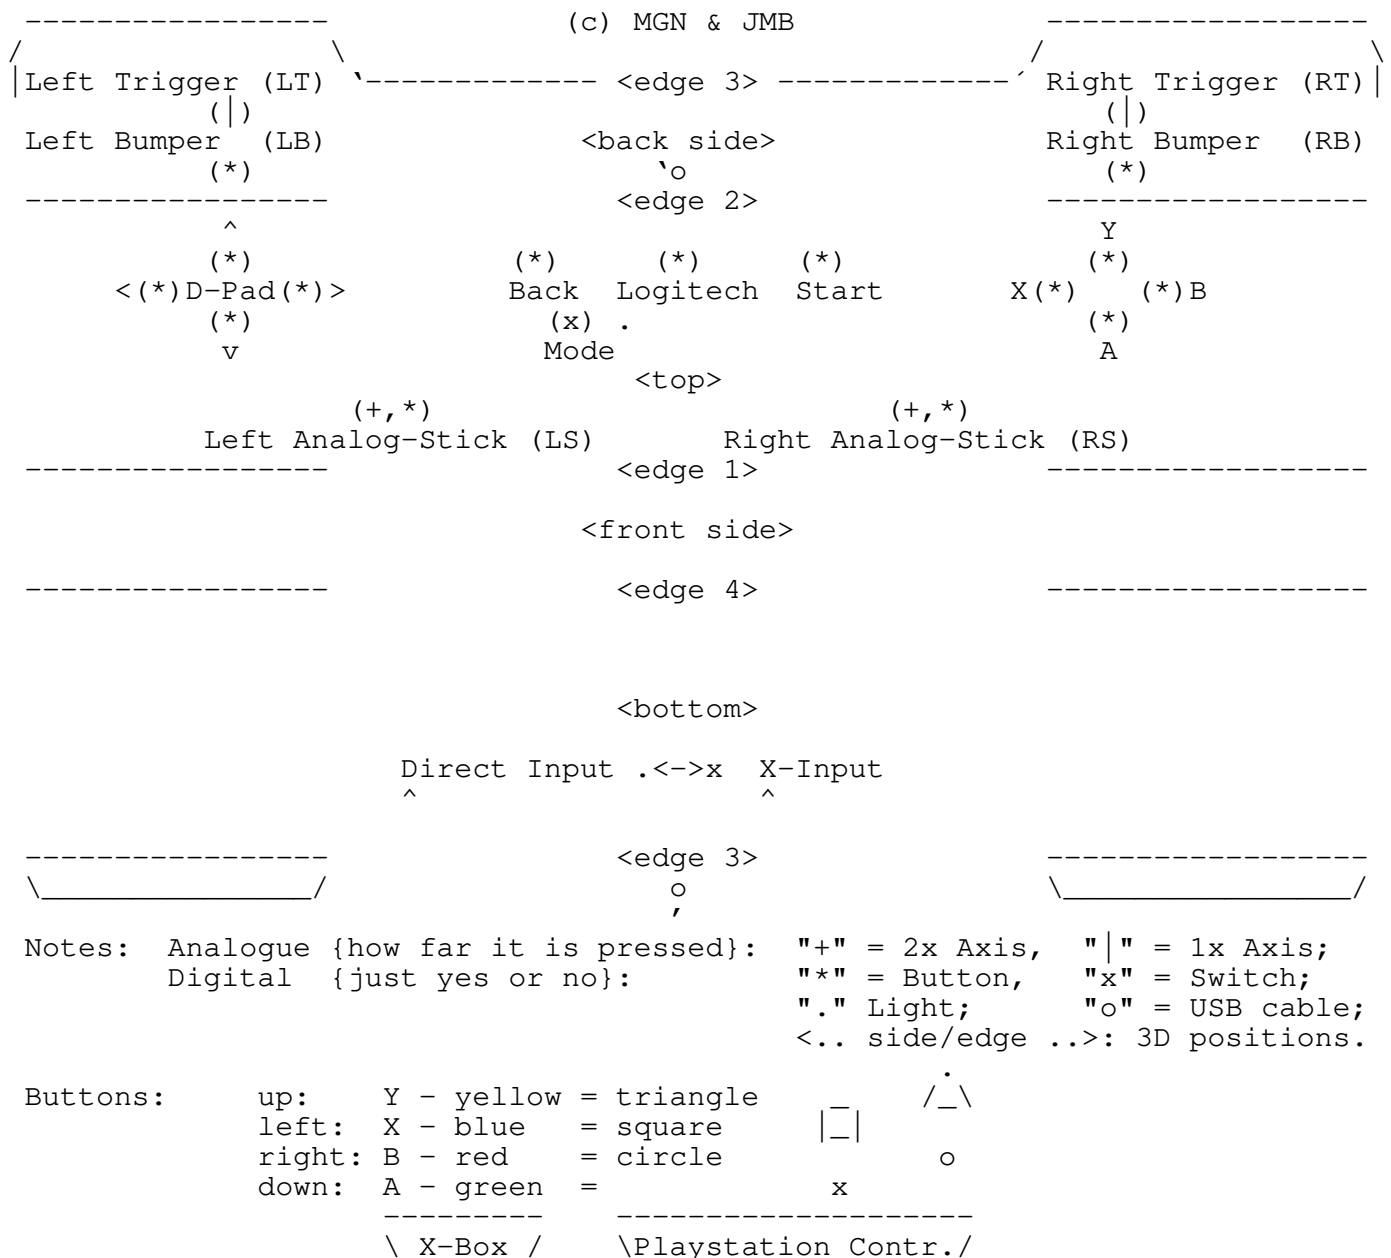 -----------------             (c) MGN & JMB              ------------------
/                 \                                      /                  \
|Left Trigger (LT) `------------- <edge 3> -------------´ Right Trigger (RT)|
           (|)                                               (|)
 Left Bumper  (LB)              <back side>               Right Bumper  (RB)
           (*)                      `o                       (*)
 -----------------                <edge 2>                ------------------
            ^                                                Y
           (*)              (*)     (*)     (*)             (*)
      <(*)D-Pad(*)>         Back  Logitech  Start       X(*)   (*)B
           (*)                (x) .                         (*)
            v                 Mode                           A
                                   <top>
                   (+,*)                         (+,*)
           Left Analog-Stick (LS)       Right Analog-Stick (RS)
 -----------------                <edge 1>                ------------------
                                <front side>
 -----------------                <edge 4>                ------------------
                                  <bottom>
                      Direct Input .<->x  X-Input
                      ^                   ^
 -----------------                <edge 3>                ------------------
 \_______________/                   o                    \________________/
                                     ,
 Notes:  Analogue {how far it is pressed}:  "+" = 2x Axis,  "|" = 1x Axis;
         Digital  {just yes or no}:         "*" = Button,   "x" = Switch;
                                            "." Light;      "o" = USB cable;
                                            <.. side/edge ..>: 3D positions.
                                                    .
 Buttons:     up:    Y - yellow = triangle    _    /_\
              left:  X - blue   = square     |_|
              right: B - red    = circle            o
              down:  A - green  =             x
                     ---------    --------------------
                     \ X-Box /    \Playstation Contr./